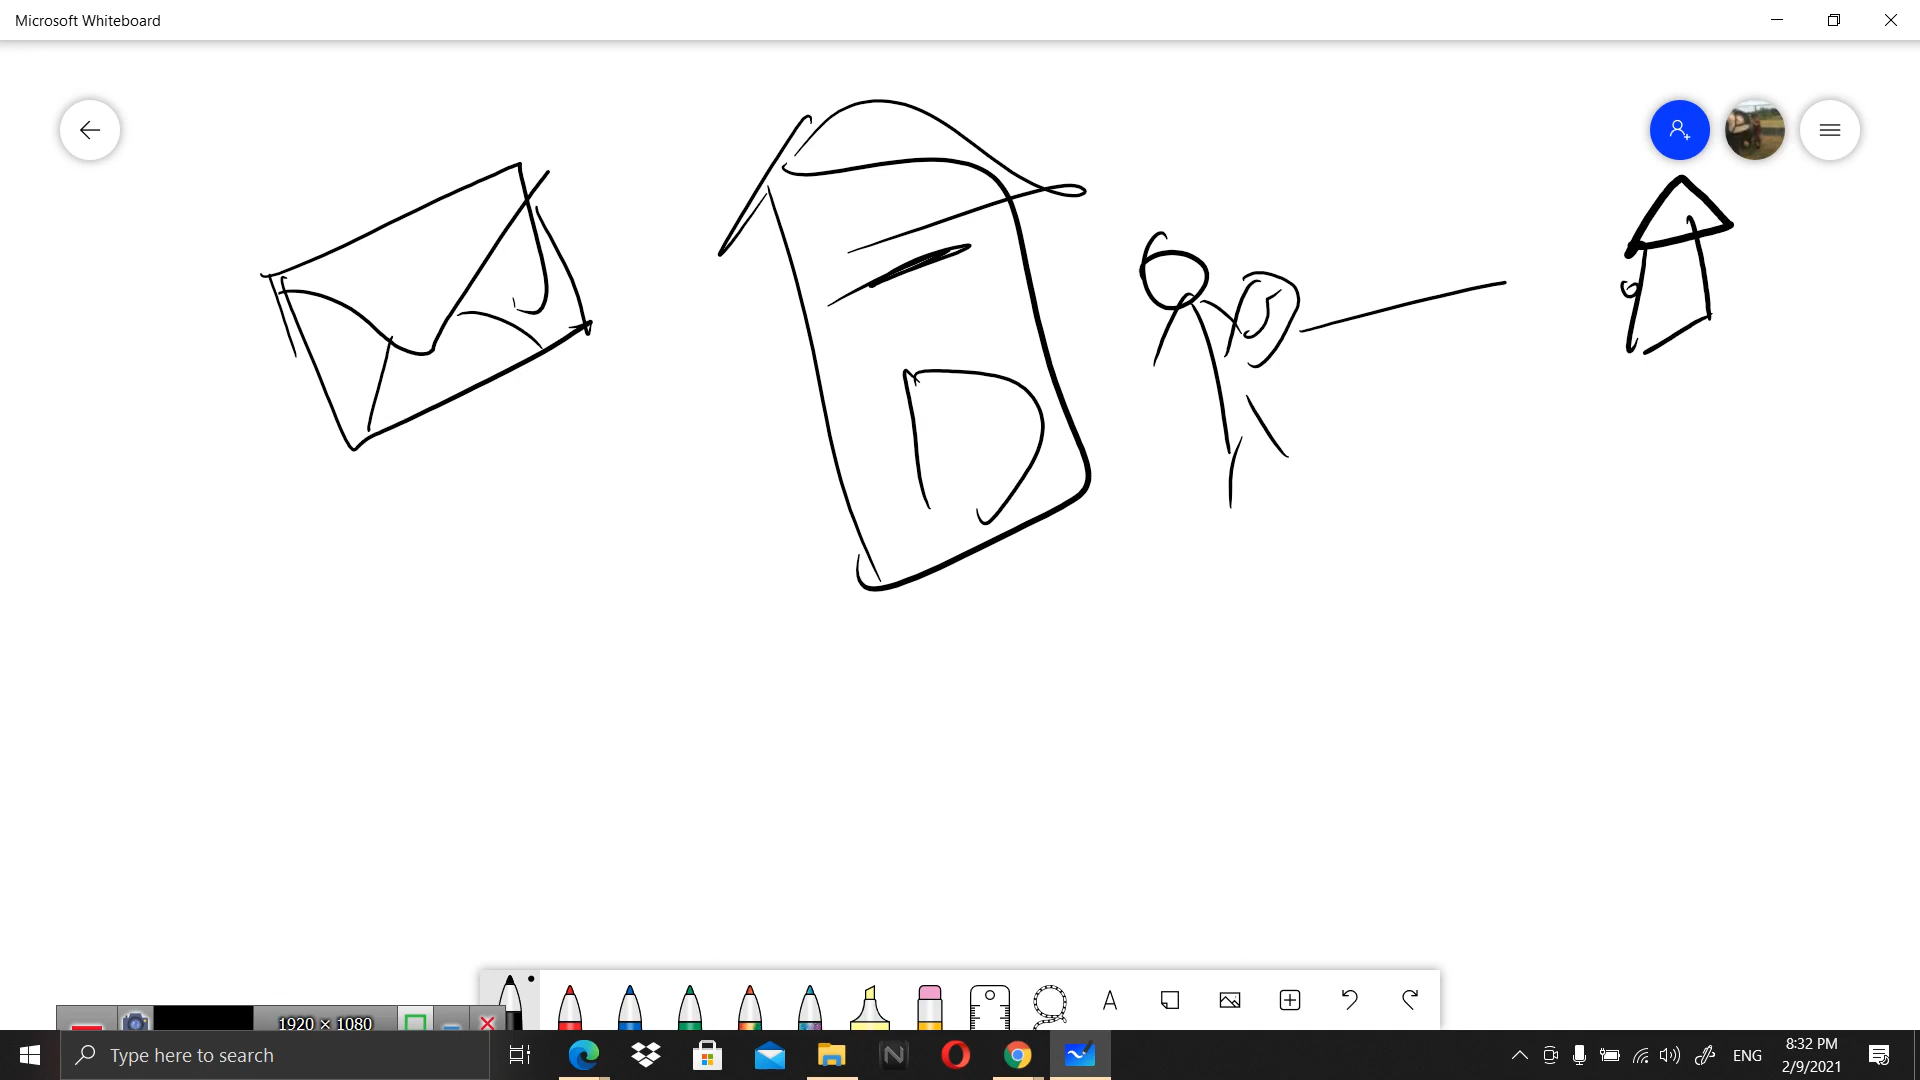 Microsoft Whiteboard
D
1920 × 1080
Type here to search
N
ENG
8:32 PM
2/9/2021